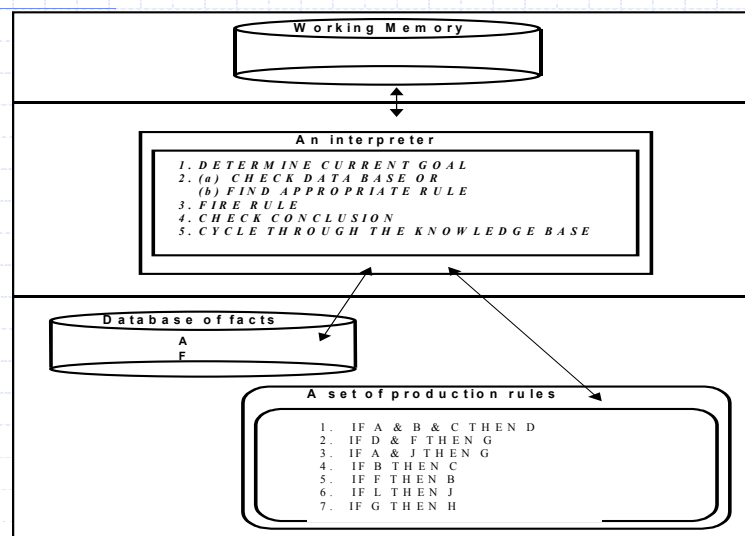 Working Memory
An interpreter
1. DETERMINE CURRENT GOAL
2. (a) CHECK DATA BASE OR
(b) FIND APPROPRIATE RULE
3. FIRE RULE
4. CHECK CONCLUSION
5. CYCLE THROUGH THE KNOWLEDGE BASE
Database of facts
A
F
A set of production rules
1. IF A & B & C THEN D
2. IF D & F THEN G
3. IF A & J THEN G
4. IF B THEN C
5. IF F THEN B
6. IF L THEN J
7. IF G THEN H